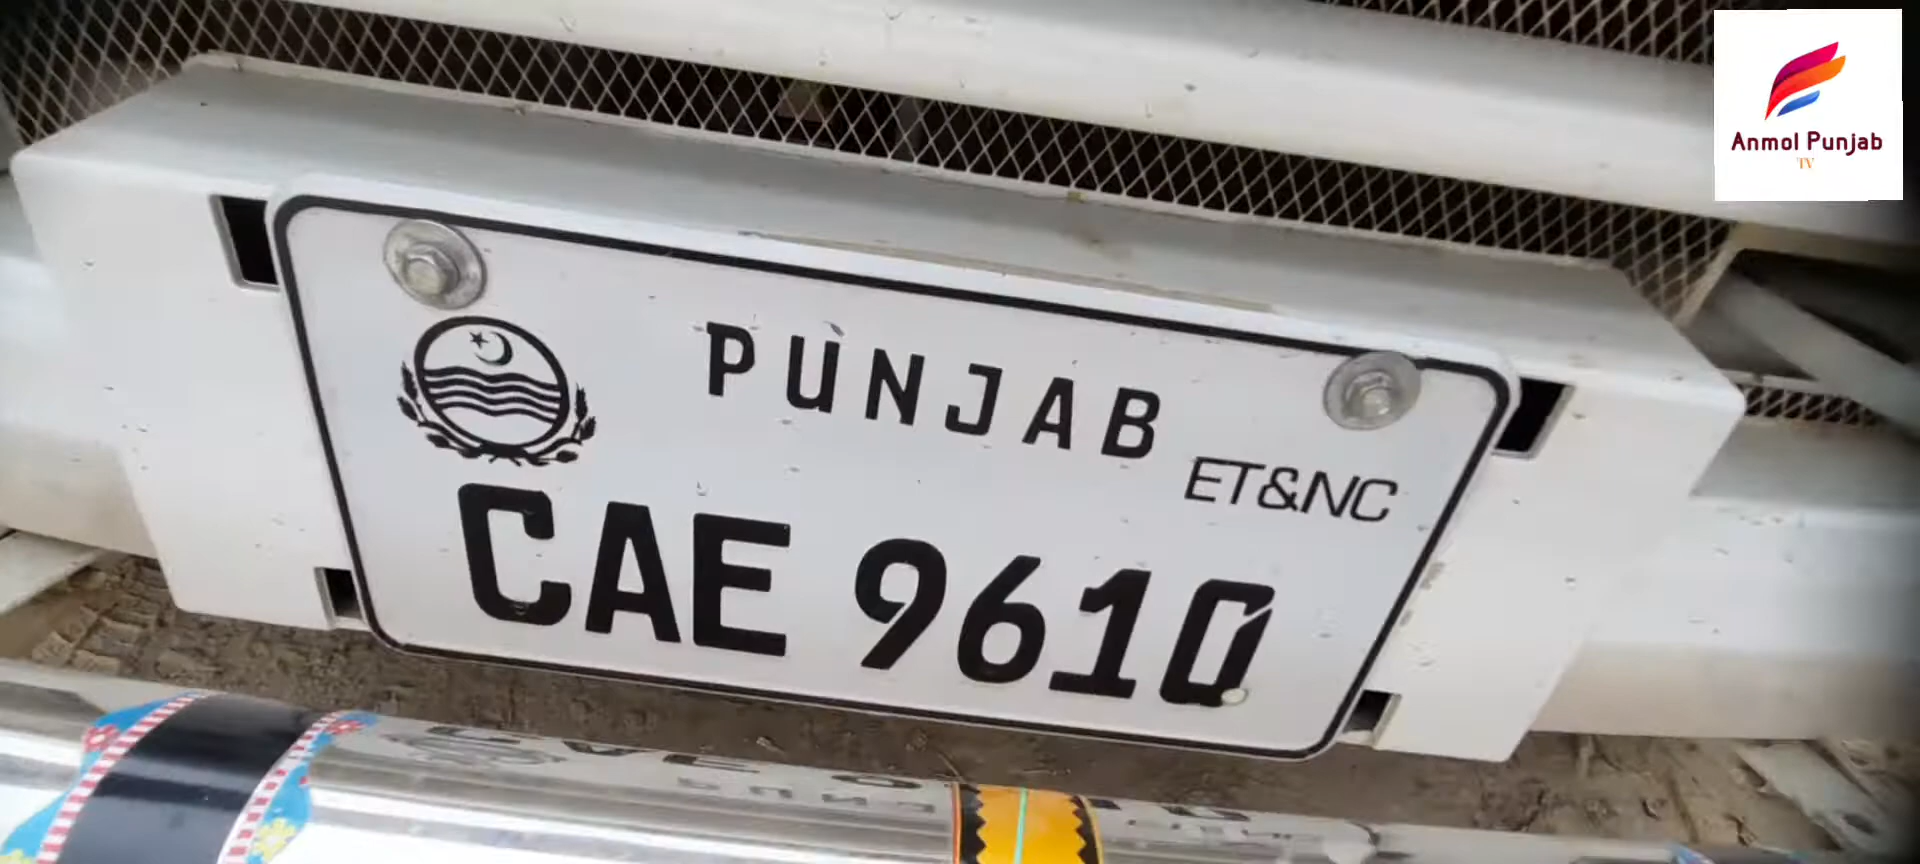 Anmol Punjab
TV
PUNJAB
ET&NC
CAE 9610